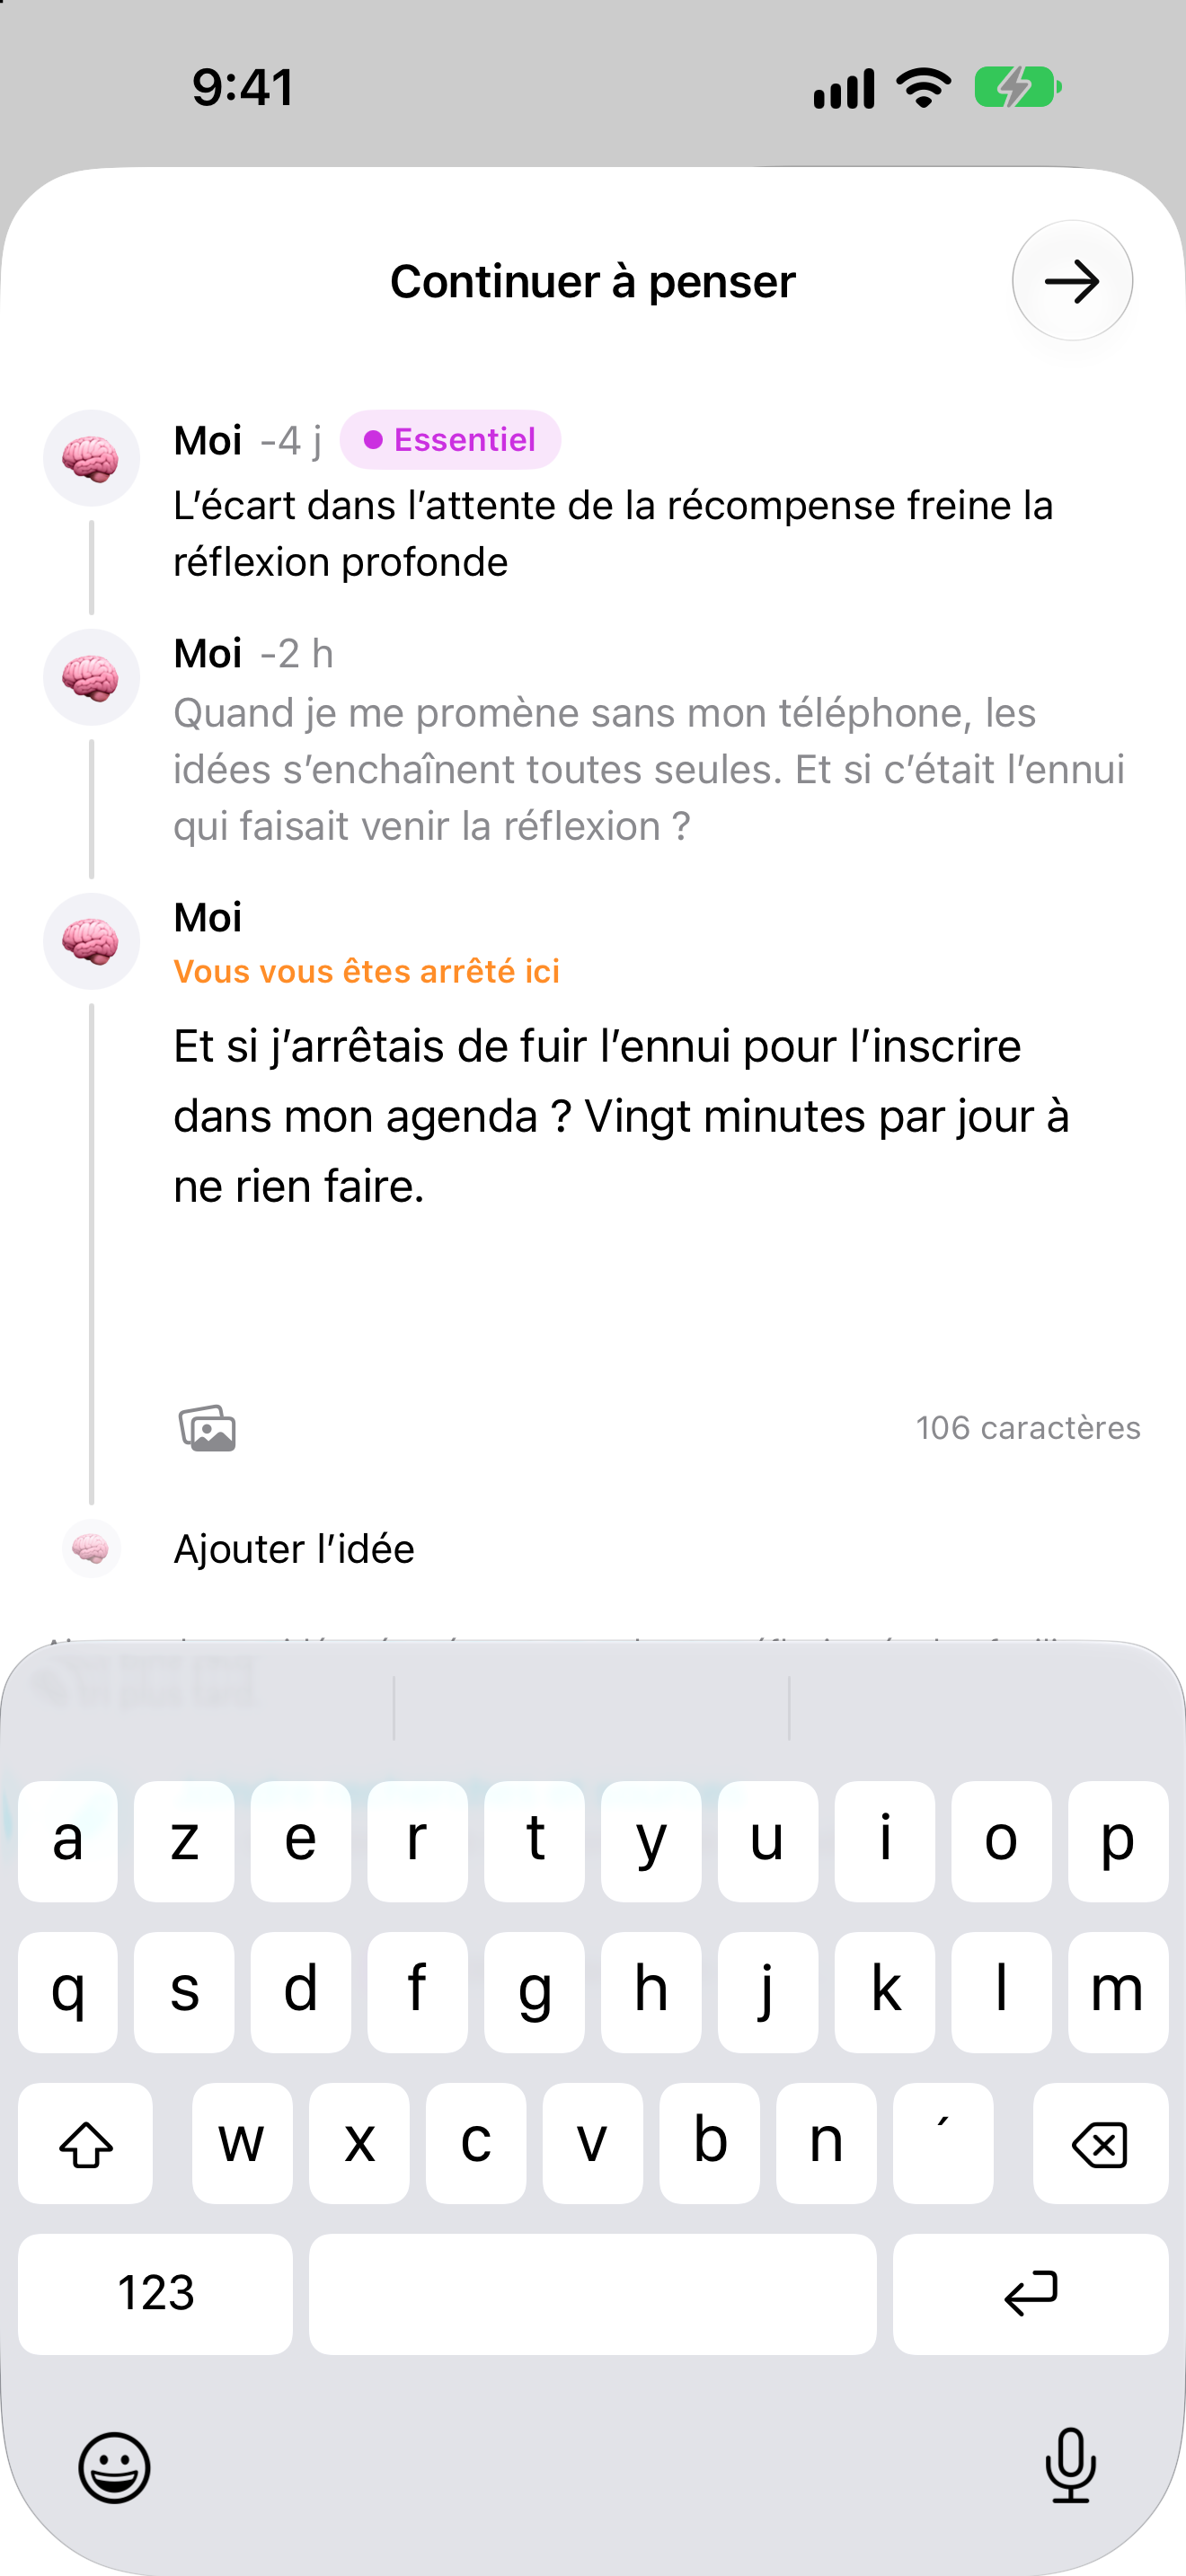 9:41
Continuer à penser
Moi -4 j Essentiel
L’écart dans l’attente de la récompense freine la
réflexion profonde
Moi -2 h
Quand je me promène sans mon téléphone, les
idées s’enchaînent toutes seules. Et si c’était l’ennui
qui faisait venir la réflexion ?
Moi
Vous vous êtes arrêté ici
Et si j’arrêtais de fuir l’ennui pour l’inscrire
dans mon agenda ? Vingt minutes par jour à
ne rien faire.
106 caractères
Ajouter l’idée
a z e r t y u i o p
q s d f g h j k l m
w x c v b n ´
123